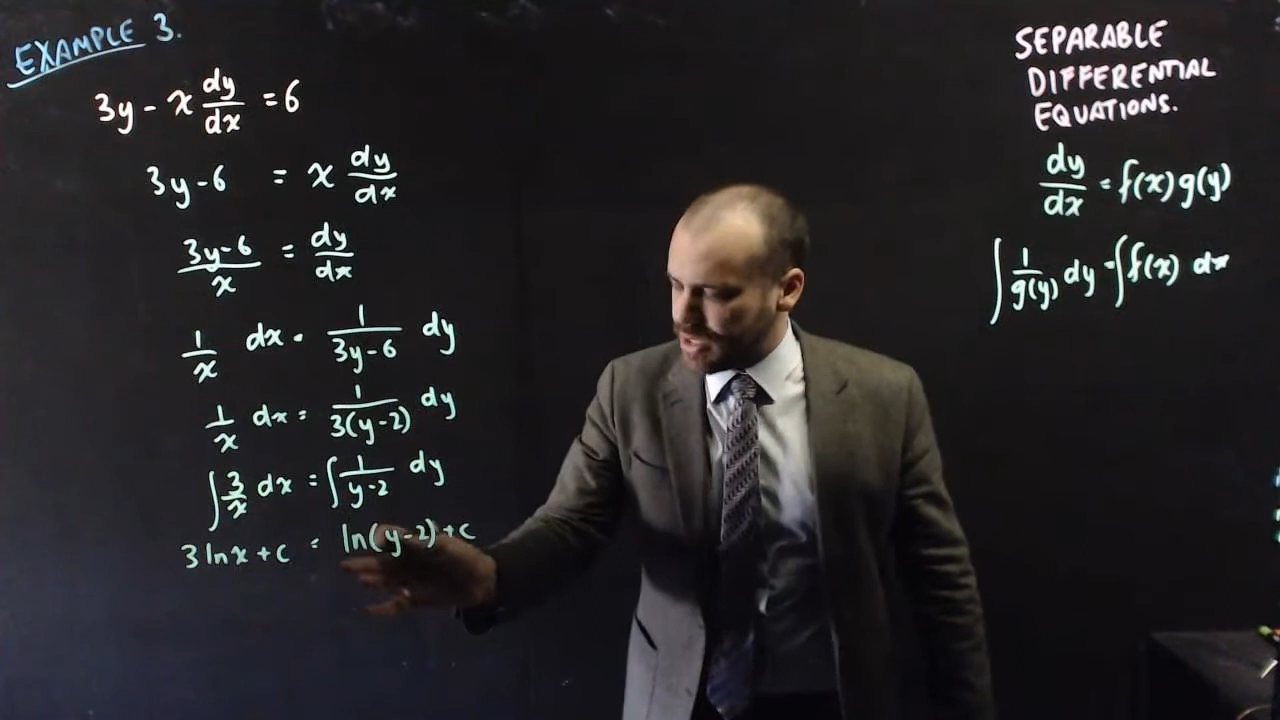 EXAMPLE 3.
3y - x dy/dx = 6
3y-6 = x dy/dx
3y-6/x = dy/dx
1/x dx = 1/3y-6 dy
1/x dx = 1/3(y-2) dy
∫ 3/x dx = ∫ 1/y-2 dy
3 ln x + c = ln(y-2) + c
SEPARABLE
DIFFERENTIAL
EQUATIONS.
dy/dx = f(x) g(y)
∫ 1/g(y) dy = ∫ f(x) dx